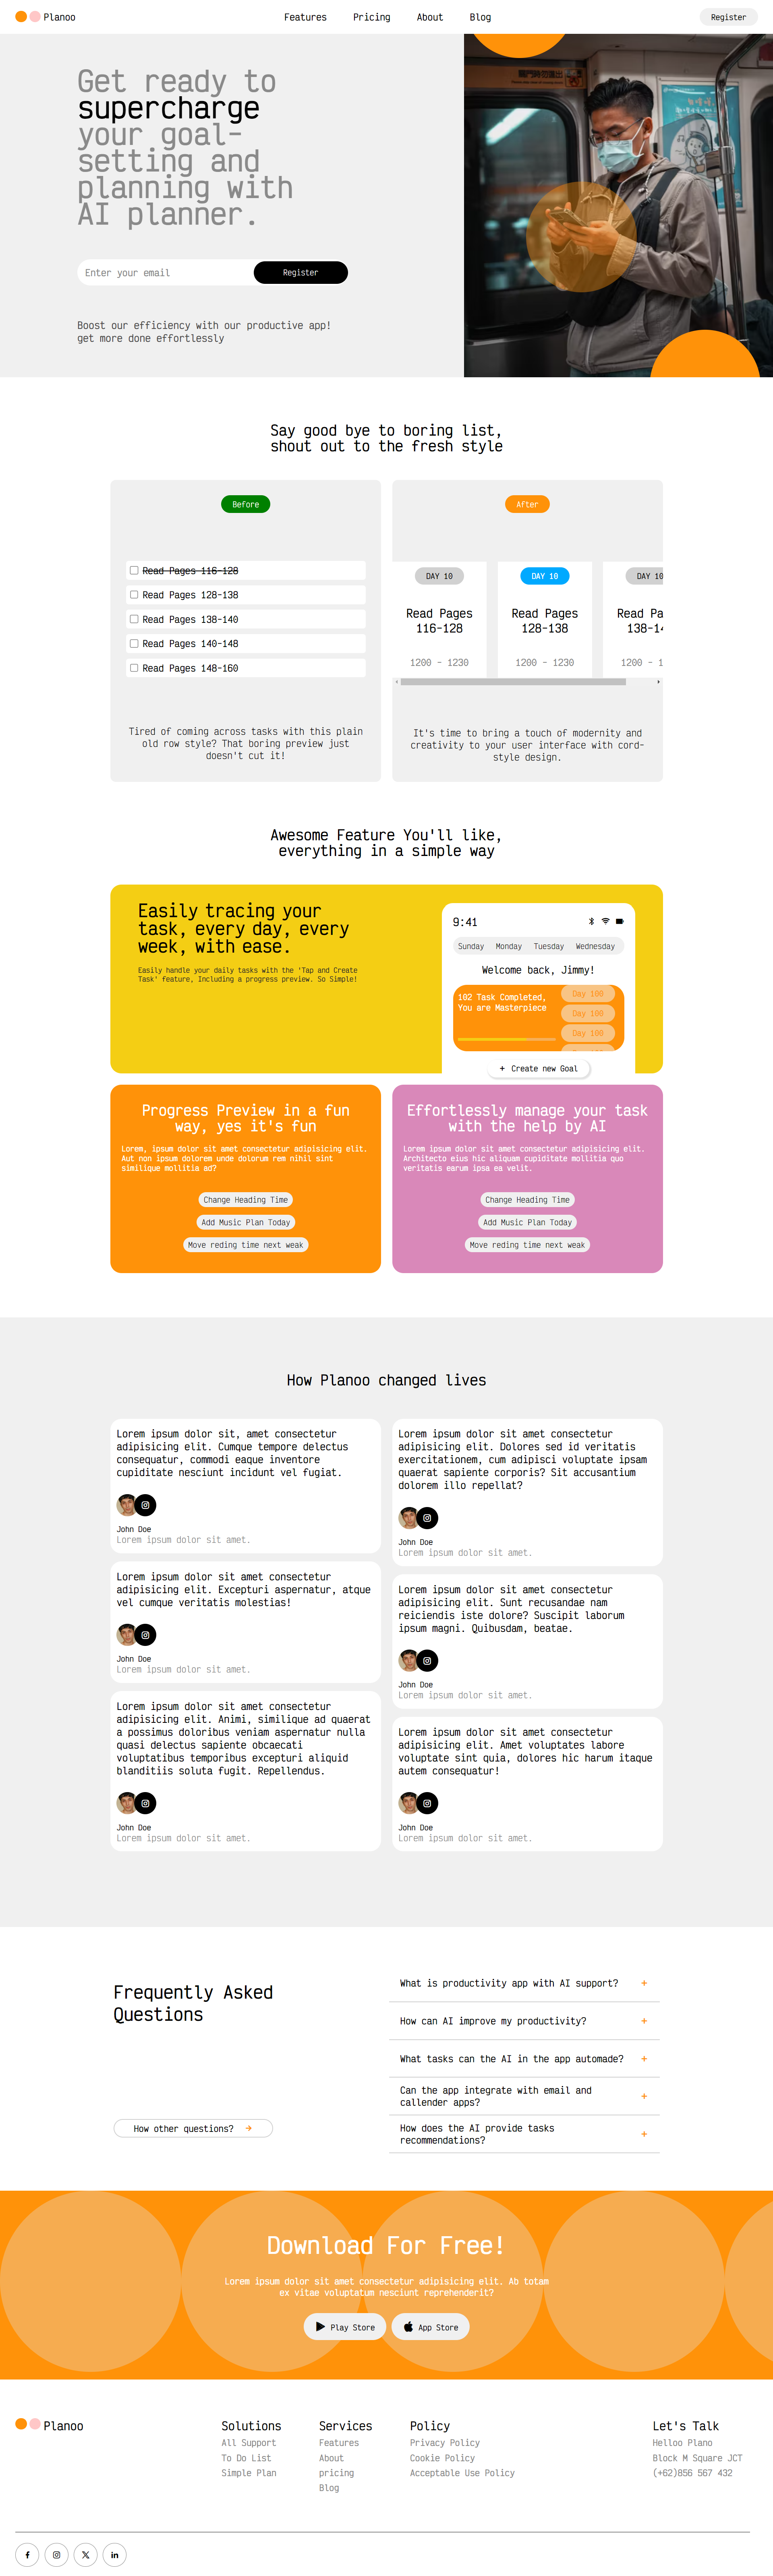 Planoo
Features
Pricing
About
Blog
Register
Get ready to
supercharge
your goal-
setting and
planning with
AI planner.
Enter your email
Register
Boost our efficiency with our productive app!
get more done effortlessly
Say good bye to boring list,
shout out to the fresh style
Before
Read Pages 116-128
Read Pages 128-138
Read Pages 138-140
Read Pages 140-148
Read Pages 148-160
Tired of coming across tasks with this plain
old row style? That boring preview just
doesn't cut it!
After
DAY 10
Read Pages
116-128
1200 - 1230
DAY 10
Read Pages
128-138
1200 - 1230
DAY 10
Read Pa
138-14
1200 - 1
It's time to bring a touch of modernity and
creativity to your user interface with cord-
style design.
Awesome Feature You'll like,
everything in a simple way
Easily tracing your
task, every day, every
week, with ease.
Easily handle your daily tasks with the 'Tap and Create
Task' feature, Including a progress preview. So Simple!
9:41
Sunday
Monday
Tuesday
Wednesday
Welcome back, Jimmy!
102 Task Completed,
You are Masterpiece
Day 100
Day 100
Day 100
+ Create new Goal
Progress Preview in a fun
way, yes it's fun
Lorem, ipsum dolor sit amet consectetur adipisicing elit.
Aut non ipsum dolorem unde dolorum rem nihil sint
similique mollitia ad?
Change Heading Time
Add Music Plan Today
Move reding time next weak
Effortlessly manage your task
with the help by AI
Lorem ipsum dolor sit amet consectetur adipisicing elit.
Architecto eius hic aliquam cupiditate mollitia quo
veritatis earum ipsa ea velit.
Change Heading Time
Add Music Plan Today
Move reding time next weak
How Planoo changed lives
Lorem ipsum dolor sit, amet consectetur
adipisicing elit. Cumque tempore delectus
consequatur, commodi eaque inventore
cupiditate nesciunt incidunt vel fugiat.
John Doe
Lorem ipsum dolor sit amet.
Lorem ipsum dolor sit amet consectetur
adipisicing elit. Excepturi aspernatur, atque
vel cumque veritatis molestias!
John Doe
Lorem ipsum dolor sit amet.
Lorem ipsum dolor sit amet consectetur
adipisicing elit. Animi, similique ad quaerat
a possimus doloribus veniam aspernatur nulla
quasi delectus sapiente obcaecati
voluptatibus temporibus excepturi aliquid
blanditiis soluta fugit. Repellendus.
John Doe
Lorem ipsum dolor sit amet.
Lorem ipsum dolor sit amet consectetur
adipisicing elit. Dolores sed id veritatis
exercitationem, cum adipisci voluptate ipsam
quaerat sapiente corporis? Sit accusantium
dolorem illo repellat?
John Doe
Lorem ipsum dolor sit amet.
Lorem ipsum dolor sit amet consectetur
adipisicing elit. Sunt recusandae nam
reiciendis iste dolore? Suscipit laborum
ipsum magni. Quibusdam, beatae.
John Doe
Lorem ipsum dolor sit amet.
Lorem ipsum dolor sit amet consectetur
adipisicing elit. Amet voluptates labore
voluptate sint quia, dolores hic harum itaque
autem consequatur!
John Doe
Lorem ipsum dolor sit amet.
Frequently Asked
Questions
How other questions?
What is productivity app with AI support?
How can AI improve my productivity?
What tasks can the AI in the app automade?
Can the app integrate with email and
callender apps?
How does the AI provide tasks
recommendations?
Download For Free!
Lorem ipsum dolor sit amet consectetur adipisicing elit. Ab totam
ex vitae voluptatum nesciunt reprehenderit?
Play Store
App Store
Planoo
Solutions
All Support
To Do List
Simple Plan
Services
Features
About
pricing
Blog
Policy
Privacy Policy
Cookie Policy
Acceptable Use Policy
Let's Talk
Helloo Plano
Block M Square JCT
(+62)856 567 432